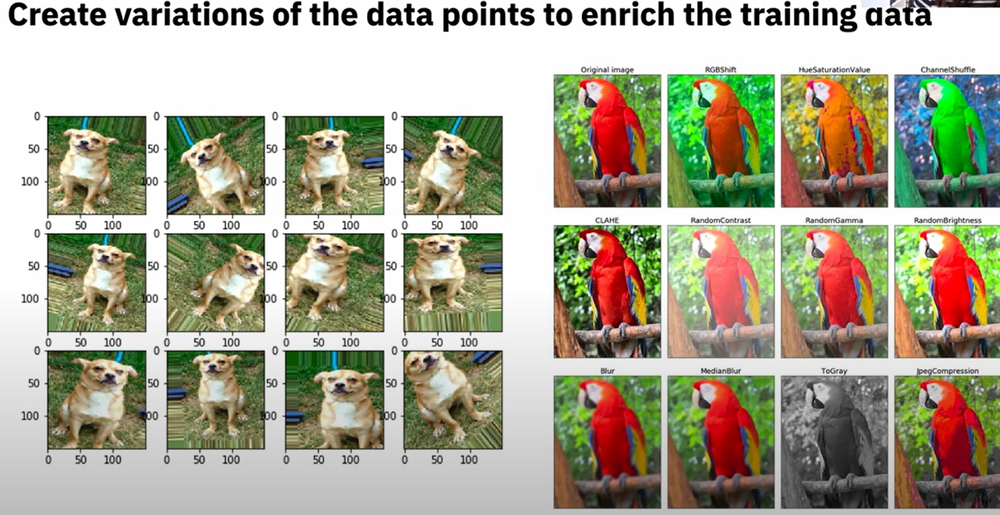 Create variations of the data points to enrich the training data
Original image RGBShift HueSaturationValue ChannelShuffle
0 0 0 0
50 50 50 50
100 100 100 100
0 50 100 0 50 100 0 50 100 0 50 100
CLAHE RandomContrast RandomGamma RandomBrightness
0 0 0 0
50 50 50 50
100 100 100 100
0 50 100 0 50 100 0 50 100 0 50 100
Blur MedianBlur ToGray JpegCompression
0 0 0 0
50 50 50 50
100 100 100 100
0 50 100 0 50 100 0 50 100 0 50 100